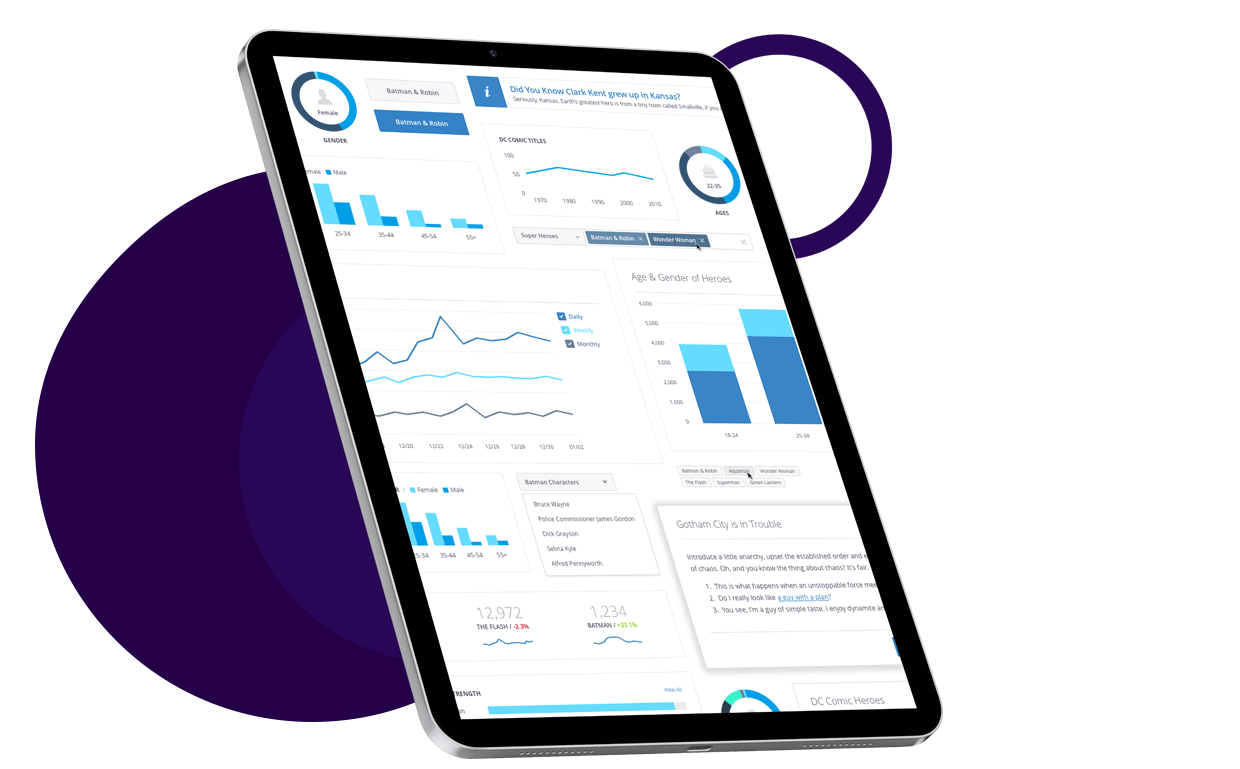 Female
GENDER
Batman & Robin
Batman & Robin
i
Did You Know Clark Kent grew up in Kansas?
Seriously, Kansas. Earth's greatest hero is from a tiny town called Smallville, if you
DC COMIC TITLES
100
50
0
1970 1980 1990 2000 2010
22-35
AGES
male Male
25-34 35-44 45-54 55+
Super Heroes Batman & Robin × Wonder Woman × ×
Age & Gender of Heroes
6,000
5,000
4,000
3,000
2,000
1,000
0
18-24 25-34
Daily
Weekly
Monthly
12/20 12/22 12/24 12/26 12/28 12/30 01/02
Batman & Robin Aquaman Wonder Woman
The Flash Superman Green Lantern
Female Male
5-34 35-44 45-54 55+
Batman Characters
Bruce Wayne
Police Commissioner James Gordon
Dick Grayson
Selina Kyle
Alfred Pennyworth
Gotham City is in Trouble
Introduce a little anarchy, upset the established order and e
of chaos. Oh, and you know the thing about chaos? It's fair.
1. This is what happens when an unstoppable force mee
2. Do I really look like a guy with a plan?
3. You see, I'm a guy of simple taste. I enjoy dynamite an
12,972
THE FLASH / -2.3%
1,234
BATMAN / +33.1%
TRENGTH
View All
DC Comic Heroes